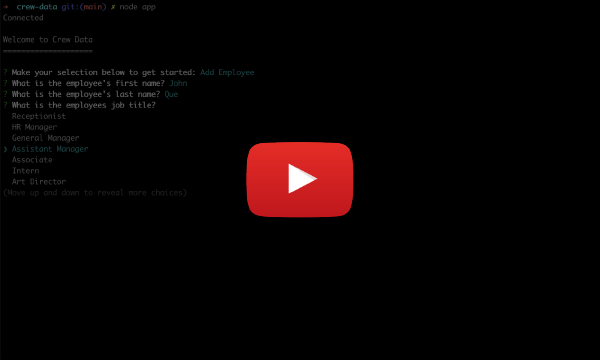 ➜ crew-data git:(main) ✗ node app
Connected
Welcome to Crew Data
====================
? Make your selection below to get started: Add Employee
? What is the employee's first name? John
? What is the employee's last name? Que
? What is the employees job title?
Receptionist
HR Manager
General Manager
❯ Assistant Manager
Associate
Intern
Art Director
(Move up and down to reveal more choices)